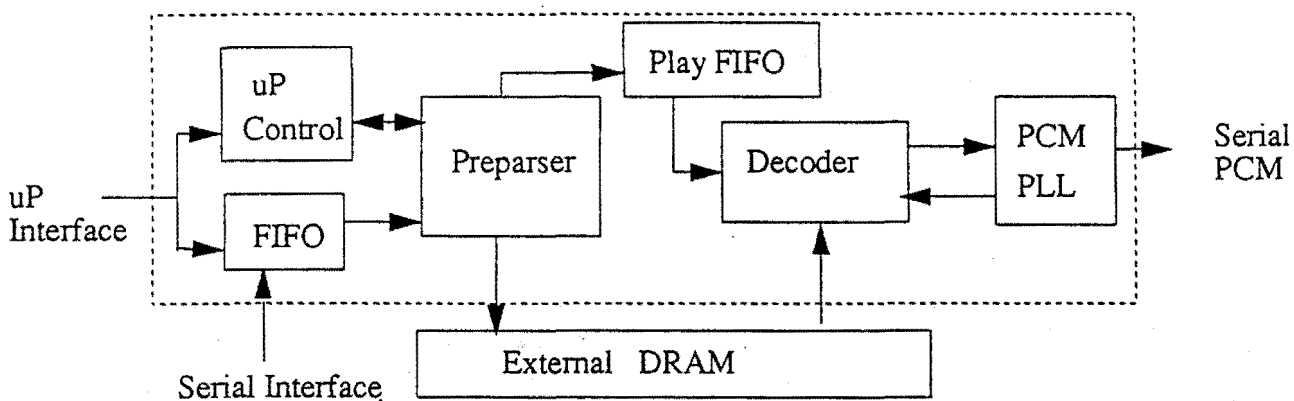 Play FIFO
uP
Control
Preparser
Decoder
PCM
PLL
Serial
PCM
uP
Interface
FIFO
External DRAM
Serial Interface